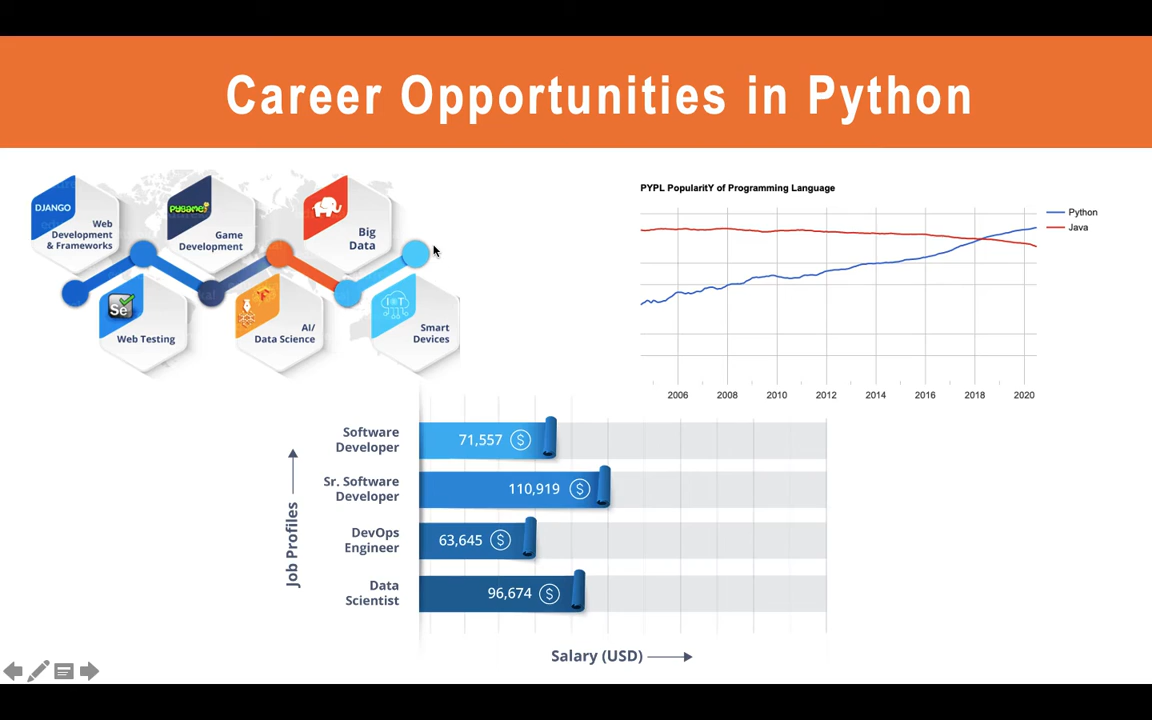 Career Opportunities in Python
DJANGO
Web
Development
& Frameworks
PYGAME
Game
Development
Big
Data
Se
Web Testing
AI/
Data Science
IoT
Smart
Devices
PYPL PopularitY of Programming Language
Python
Java
2006 2008 2010 2012 2014 2016 2018 2020
Job Profiles
Software
Developer
71,557 $
Sr. Software
Developer
110,919 $
DevOps
Engineer
63,645 $
Data
Scientist
96,674 $
Salary (USD)